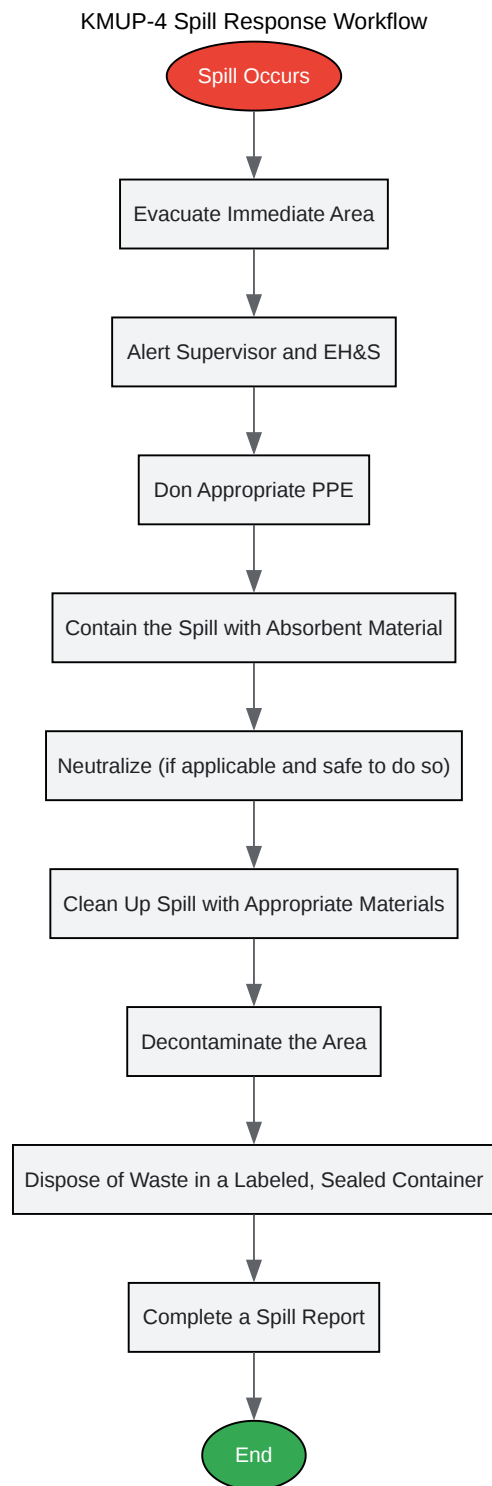 KMUP-4 Spill Response Workflow
Spill Occurs
Evacuate Immediate Area
Alert Supervisor and EH&S
Don Appropriate PPE
Contain the Spill with Absorbent Material
Neutralize (if applicable and safe to do so)
Clean Up Spill with Appropriate Materials
Decontaminate the Area
Dispose of Waste in a Labeled, Sealed Container
Complete a Spill Report
End